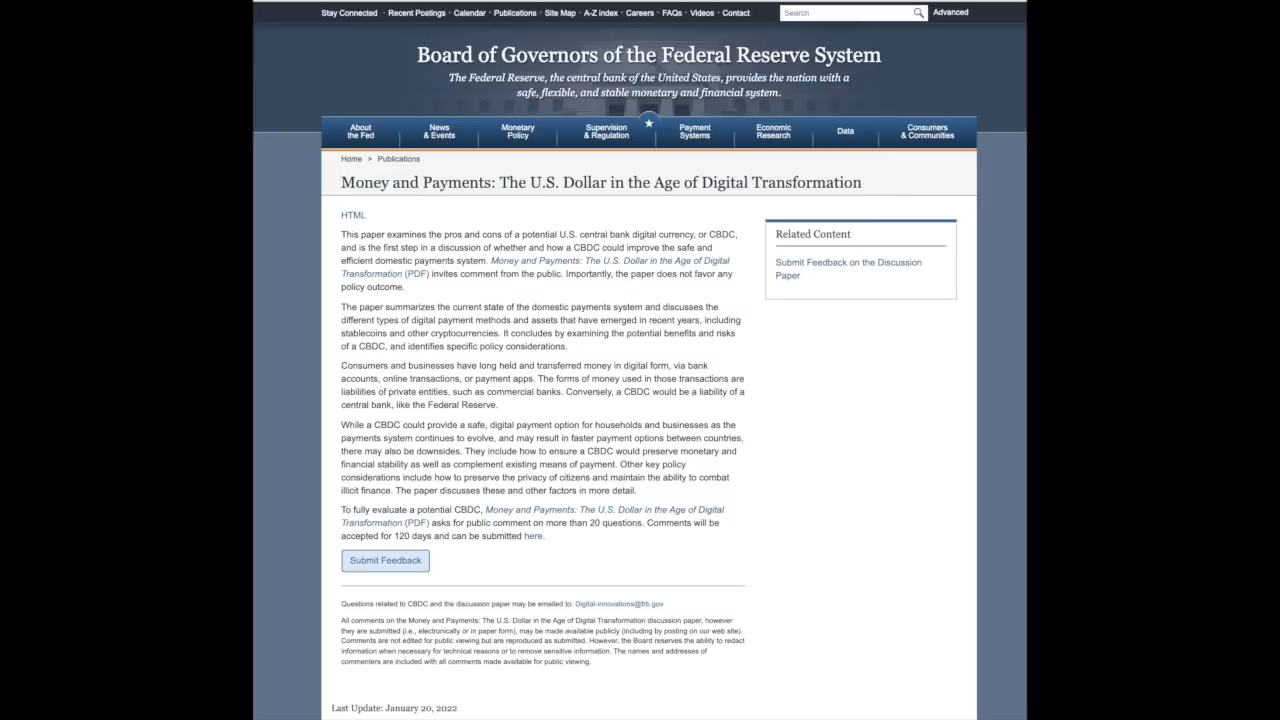 Stay Connected · Recent Postings · Calendar · Publications · Site Map · A-Z index · Careers · FAQs · Videos · Contact
Search
Advanced
Board of Governors of the Federal Reserve System
The Federal Reserve, the central bank of the United States, provides the nation with a
safe, flexible, and stable monetary and financial system.
About
the Fed
News
& Events
Monetary
Policy
Supervision
& Regulation
Payment
Systems
Economic
Research
Data
Consumers
& Communities
Home > Publications
Money and Payments: The U.S. Dollar in the Age of Digital Transformation
HTML
This paper examines the pros and cons of a potential U.S. central bank digital currency, or CBDC,
and is the first step in a discussion of whether and how a CBDC could improve the safe and
efficient domestic payments system. Money and Payments: The U.S. Dollar in the Age of Digital
Transformation (PDF) invites comment from the public. Importantly, the paper does not favor any
policy outcome.
The paper summarizes the current state of the domestic payments system and discusses the
different types of digital payment methods and assets that have emerged in recent years, including
stablecoins and other cryptocurrencies. It concludes by examining the potential benefits and risks
of a CBDC, and identifies specific policy considerations.
Consumers and businesses have long held and transferred money in digital form, via bank
accounts, online transactions, or payment apps. The forms of money used in those transactions are
liabilities of private entities, such as commercial banks. Conversely, a CBDC would be a liability of a
central bank, like the Federal Reserve.
While a CBDC could provide a safe, digital payment option for households and businesses as the
payments system continues to evolve, and may result in faster payment options between countries,
there may also be downsides. They include how to ensure a CBDC would preserve monetary and
financial stability as well as complement existing means of payment. Other key policy
considerations include how to preserve the privacy of citizens and maintain the ability to combat
illicit finance. The paper discusses these and other factors in more detail.
To fully evaluate a potential CBDC, Money and Payments: The U.S. Dollar in the Age of Digital
Transformation (PDF) asks for public comment on more than 20 questions. Comments will be
accepted for 120 days and can be submitted here.
Submit Feedback
Questions related to CBDC and the discussion paper may be emailed to: Digital-innovations@frb.gov
All comments on the Money and Payments: The U.S. Dollar in the Age of Digital Transformation discussion paper, however
they are submitted (i.e., electronically or in paper form), may be made available publicly (including by posting on our web site).
Comments are not edited for public viewing but are reproduced as submitted. However, the Board reserves the ability to redact
information when necessary for technical reasons or to remove sensitive information. The names and addresses of
commenters are included with all comments made available for public viewing.
Related Content
Submit Feedback on the Discussion
Paper
Last Update: January 20, 2022